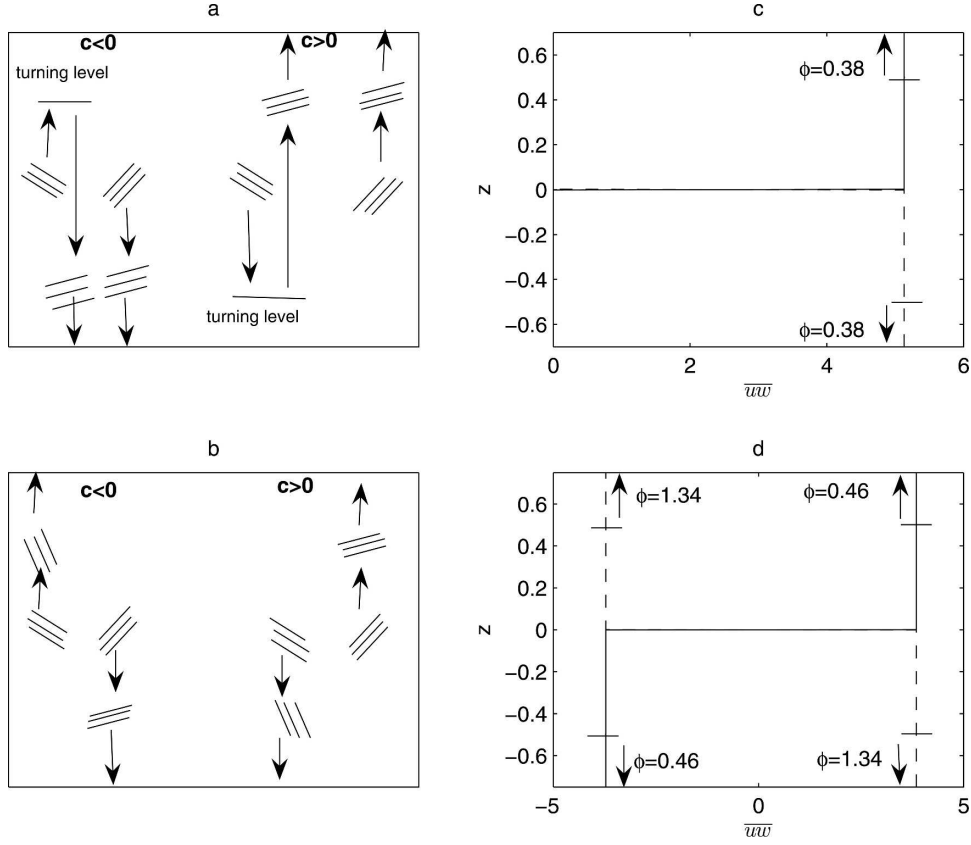 a
c<0
c>0
turning level
turning level
c
0.6
0.4
0.2
0
−0.2
−0.4
−0.6
z
ϕ=0.38
ϕ=0.38
0
2
4
6
uw
b
c<0
c>0
d
0.6
0.4
0.2
0
−0.2
−0.4
−0.6
z
ϕ=1.34
ϕ=0.46
ϕ=0.46
ϕ=1.34
−5
0
5
uw